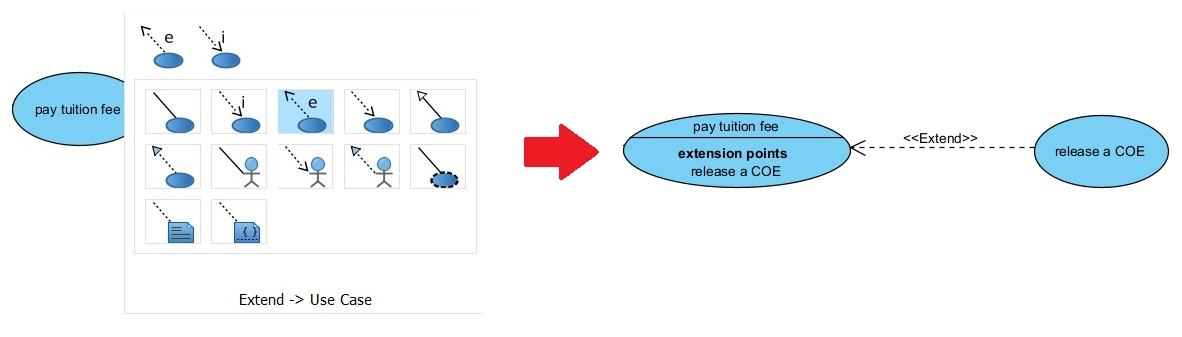 e
i
pay tuition fee
i
e
{ }
Extend -> Use Case
pay tuition fee
extension points
release a COE
<<Extend>>
release a COE